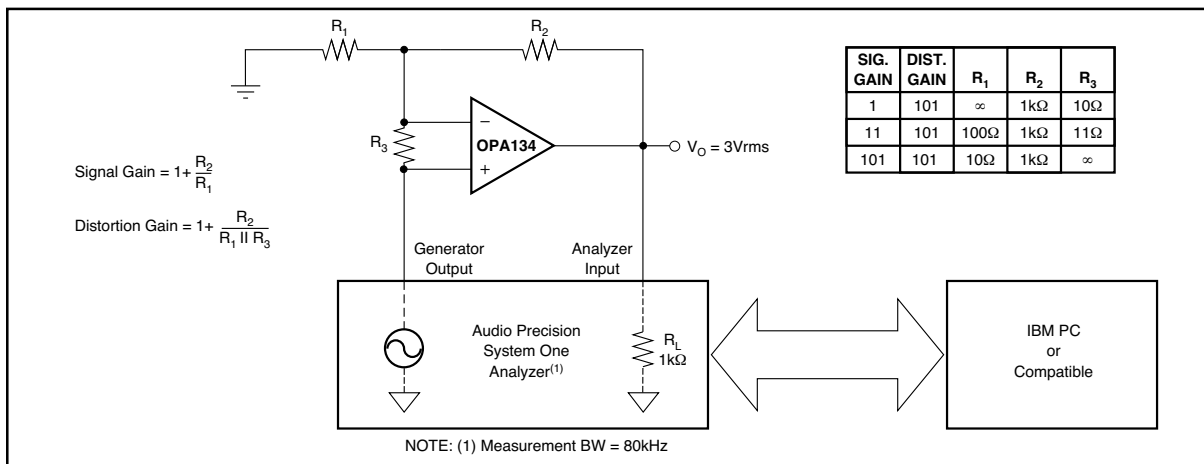 R1
R2
R3
−
+
OPA134
VO = 3Vrms
Signal Gain = 1+ R2
R1
Distortion Gain = 1+ R2
R1 II R3
SIG. GAIN DIST. GAIN R1 R2 R3
1 101 ∞ 1kΩ 10Ω
11 101 100Ω 1kΩ 11Ω
101 101 10Ω 1kΩ ∞
Generator
Output
Analyzer
Input
Audio Precision
System One
Analyzer(1)
RL
1kΩ
IBM PC
or
Compatible
NOTE: (1) Measurement BW = 80kHz